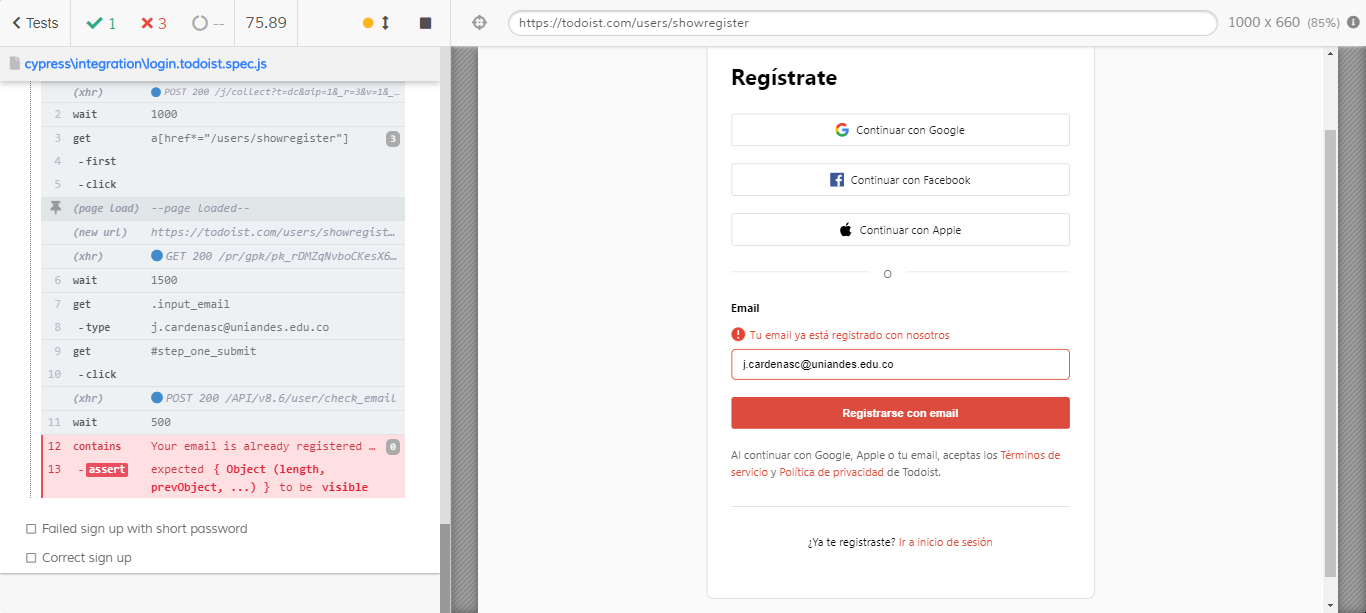 Tests
1
3
--
75.89
https://todoist.com/users/showregister
1000 x 660 (85%)
cypress\integration\login.todoist.spec.js
(xhr) POST 200 /j/collect?t=dc&aip=1&_r=3&v=1&_…
2 wait 1000
3 get a[href*="/users/showregister"] 3
4 -first
5 -click
(page load) --page loaded--
(new url) https://todoist.com/users/showregist…
(xhr) GET 200 /pr/gpk/pk_rDMZqNvboCKesX6…
6 wait 1500
7 get .input_email
8 -type j.cardenasc@uniandes.edu.co
9 get #step_one_submit
10 -click
(xhr) POST 200 /API/v8.6/user/check_email
11 wait 500
12 contains Your email is already registered … 0
13 -assert expected { Object (length,
prevObject, ...) } to be visible
Failed sign up with short password
Correct sign up
Regístrate
Continuar con Google
Continuar con Facebook
Continuar con Apple
O
Email
Tu email ya está registrado con nosotros
j.cardenasc@uniandes.edu.co
Registrarse con email
Al continuar con Google, Apple o tu email, aceptas los Términos de
servicio y Política de privacidad de Todoist.
¿Ya te registraste? Ir a inicio de sesión